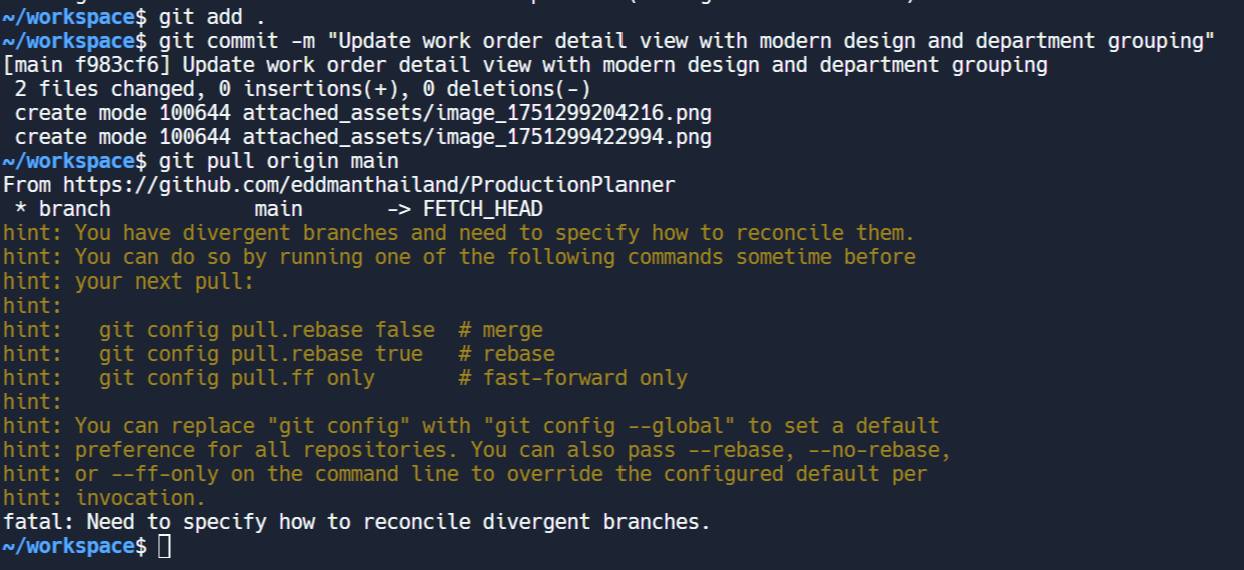 ~/workspace$ git add .
~/workspace$ git commit -m "Update work order detail view with modern design and department grouping"
[main f983cf6] Update work order detail view with modern design and department grouping
 2 files changed, 0 insertions(+), 0 deletions(-)
 create mode 100644 attached_assets/image_1751299204216.png
 create mode 100644 attached_assets/image_1751299422994.png
~/workspace$ git pull origin main
From https://github.com/eddmanthailand/ProductionPlanner
 * branch            main       -> FETCH_HEAD
hint: You have divergent branches and need to specify how to reconcile them.
hint: You can do so by running one of the following commands sometime before
hint: your next pull:
hint:
hint:   git config pull.rebase false  # merge
hint:   git config pull.rebase true   # rebase
hint:   git config pull.ff only       # fast-forward only
hint:
hint: You can replace "git config" with "git config --global" to set a default
hint: preference for all repositories. You can also pass --rebase, --no-rebase,
hint: or --ff-only on the command line to override the configured default per
hint: invocation.
fatal: Need to specify how to reconcile divergent branches.
~/workspace$